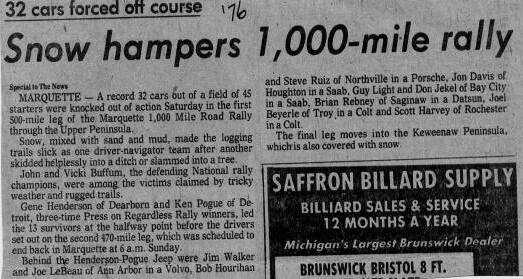 32 cars forced off course
'76
Snow hampers 1,000-mile rally
Special to The News
MARQUETTE — A record 32 cars out of a field of 45
starters were knocked out of action Saturday in the first
500-mile leg of the Marquette 1,000 Mile Road Rally
through the Upper Peninsula.
Snow, mixed with sand and mud, made the logging
trails slick as one driver-navigator team after another
skidded helplessly into a ditch or slammed into a tree.
John and Vicki Buffum, the defending National rally
champions, were among the victims claimed by tricky
weather and rugged trails.
Gene Henderson of Dearborn and Ken Pogue of De-
troit, three-time Press on Regardless Rally winners, led
the 13 survivors at the halfway point before the drivers
set out on the second 470-mile leg, which was scheduled to
end back in Marquette at 6 a.m. Sunday.
Behind the Henderson-Pogue Jeep were Jim Walker
and Joe LeBeau of Ann Arbor in a Volvo, Bob Hourihan
and Steve Ruiz of Northville in a Porsche, Jon Davis of
Houghton in a Saab, Guy Light and Don Jekel of Bay City
in a Saab, Brian Rebney of Saginaw in a Datsun, Joel
Beyerle of Troy in a Colt and Scott Harvey of Rochester
in a Colt.
The final leg moves into the Keweenaw Peninsula,
which is also covered with snow.
SAFFRON BILLARD SUPPLY
BILLIARD SALES & SERVICE
12 MONTHS A YEAR
Michigan's Largest Brunswick Dealer
BRUNSWICK BRISTOL 8 FT.